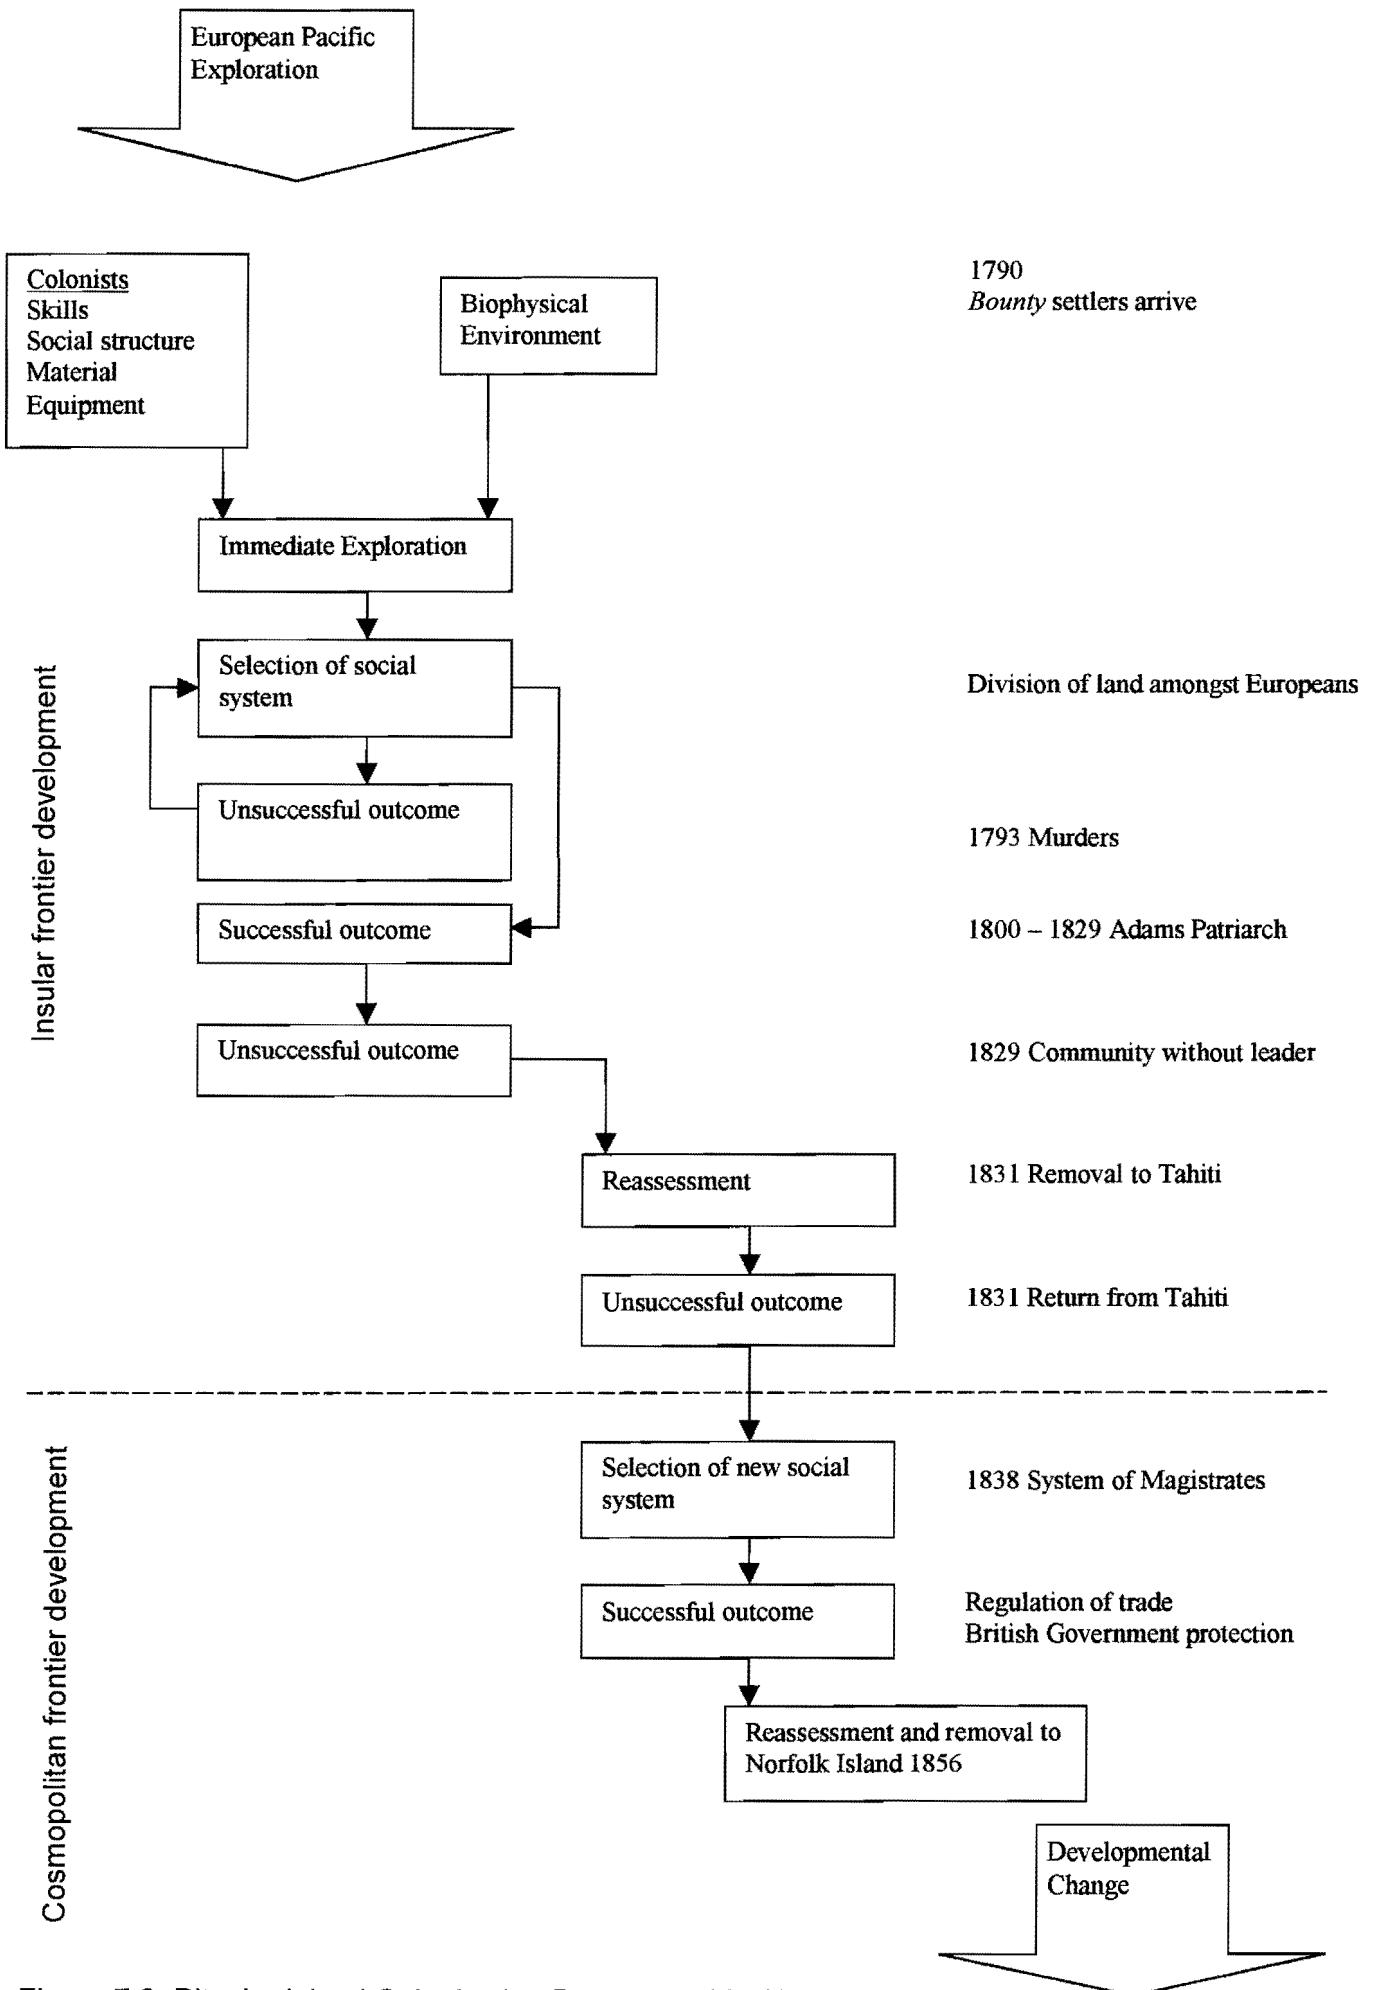 European Pacific
Exploration
Colonists
Skills
Social structure
Material
Equipment
Biophysical
Environment
1790
Bounty settlers arrive
Immediate Exploration
Selection of social
system
Division of land amongst Europeans
Unsuccessful outcome
1793 Murders
Successful outcome
1800 – 1829 Adams Patriarch
Unsuccessful outcome
1829 Community without leader
Insular frontier development
Reassessment
1831 Removal to Tahiti
Unsuccessful outcome
1831 Return from Tahiti
Selection of new social
system
1838 System of Magistrates
Successful outcome
Regulation of trade
British Government protection
Reassessment and removal to
Norfolk Island 1856
Cosmopolitan frontier development
Developmental
Change